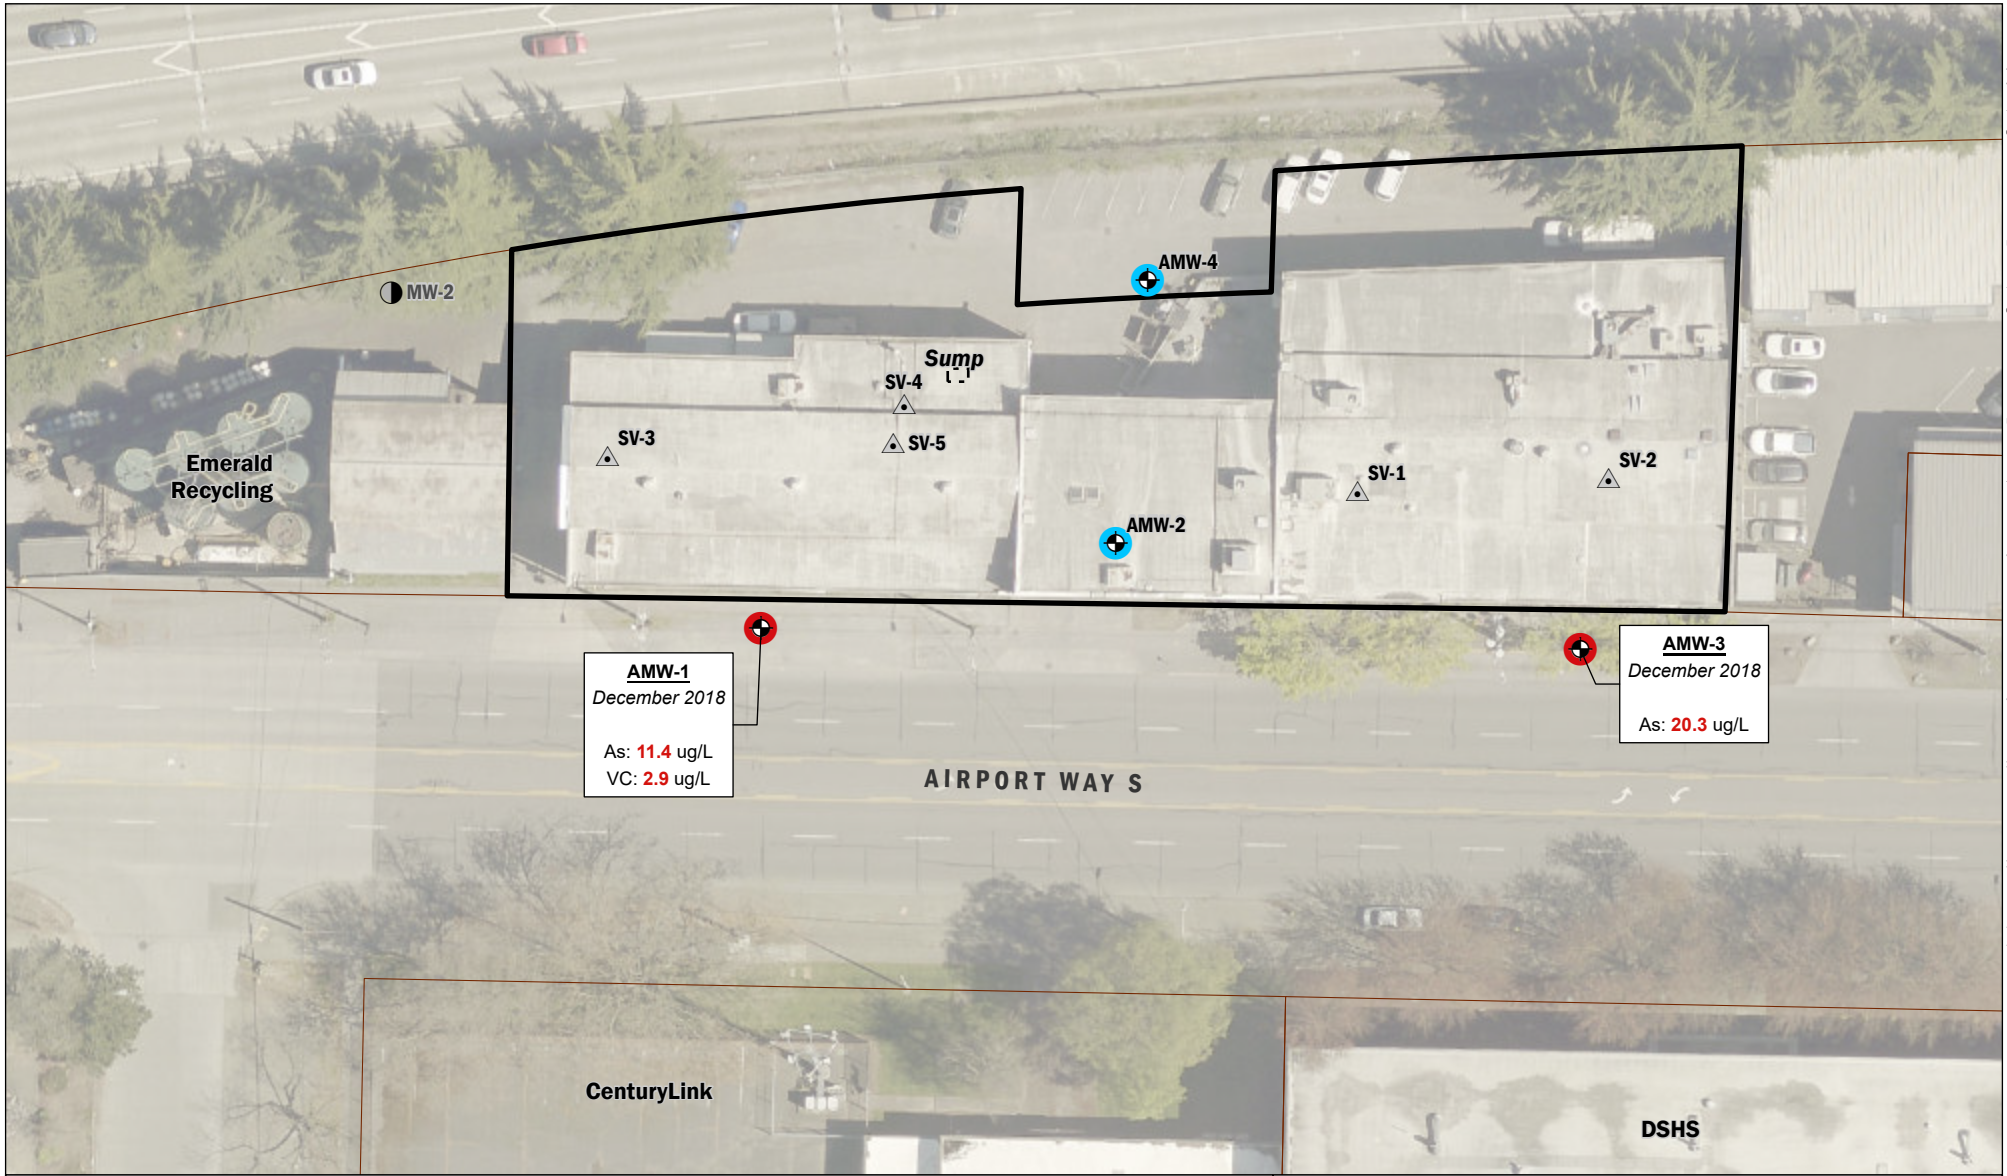 AMW-4
MW-2
Sump
SV-4
SV-3
SV-5
Emerald
Recycling
SV-1
SV-2
AMW-2
AMW-1
December 2018
As: 11.4 ug/L
VC: 2.9 ug/L
AMW-3
December 2018
As: 20.3 ug/L
AIRPORT WAY S
CenturyLink
DSHS